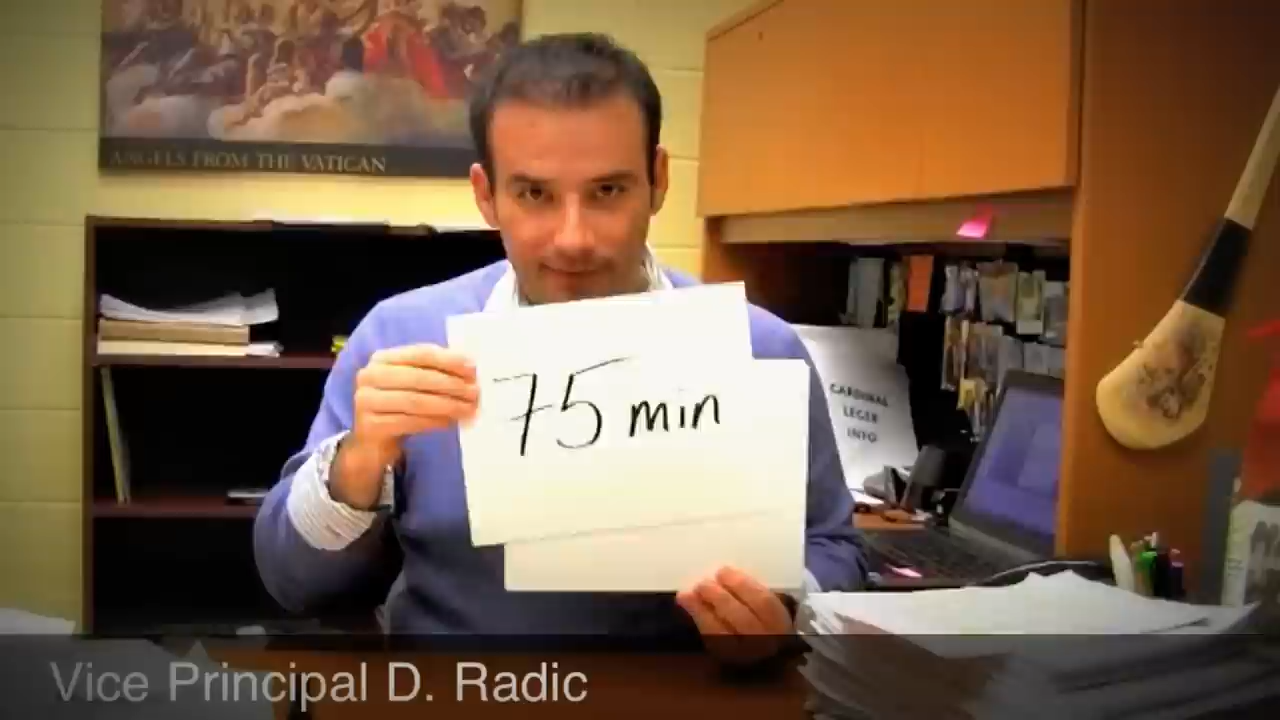 ANGELS FROM THE VATICAN
75 min
CARDINAL
LEGER
INFO
Vice Principal D. Radic